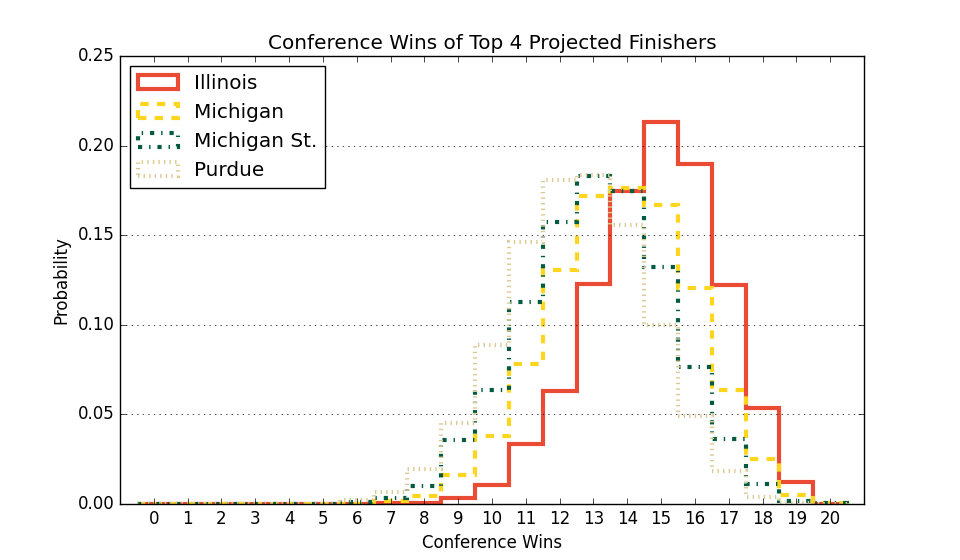 Conference Wins of Top 4 Projected Finishers
0.25
0.20
0.15
0.10
0.05
0.00
Probability
Illinois
Michigan
Michigan St.
Purdue
0 1 2 3 4 5 6 7 8 9 10 11 12 13 14 15 16 17 18 19 20
Conference Wins